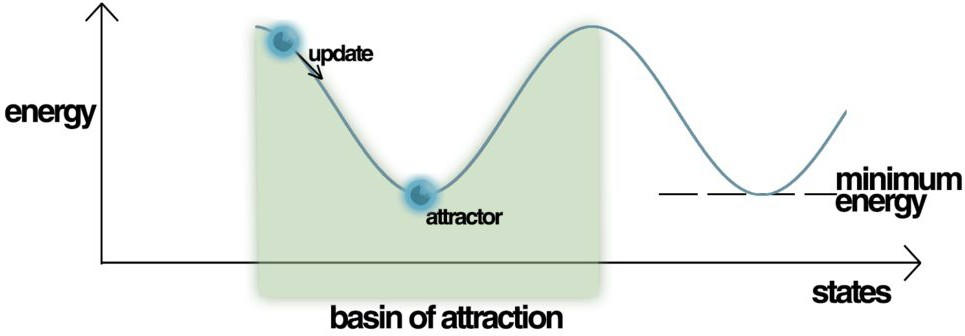 update
energy
minimum
energy
attractor
states
basin of attraction